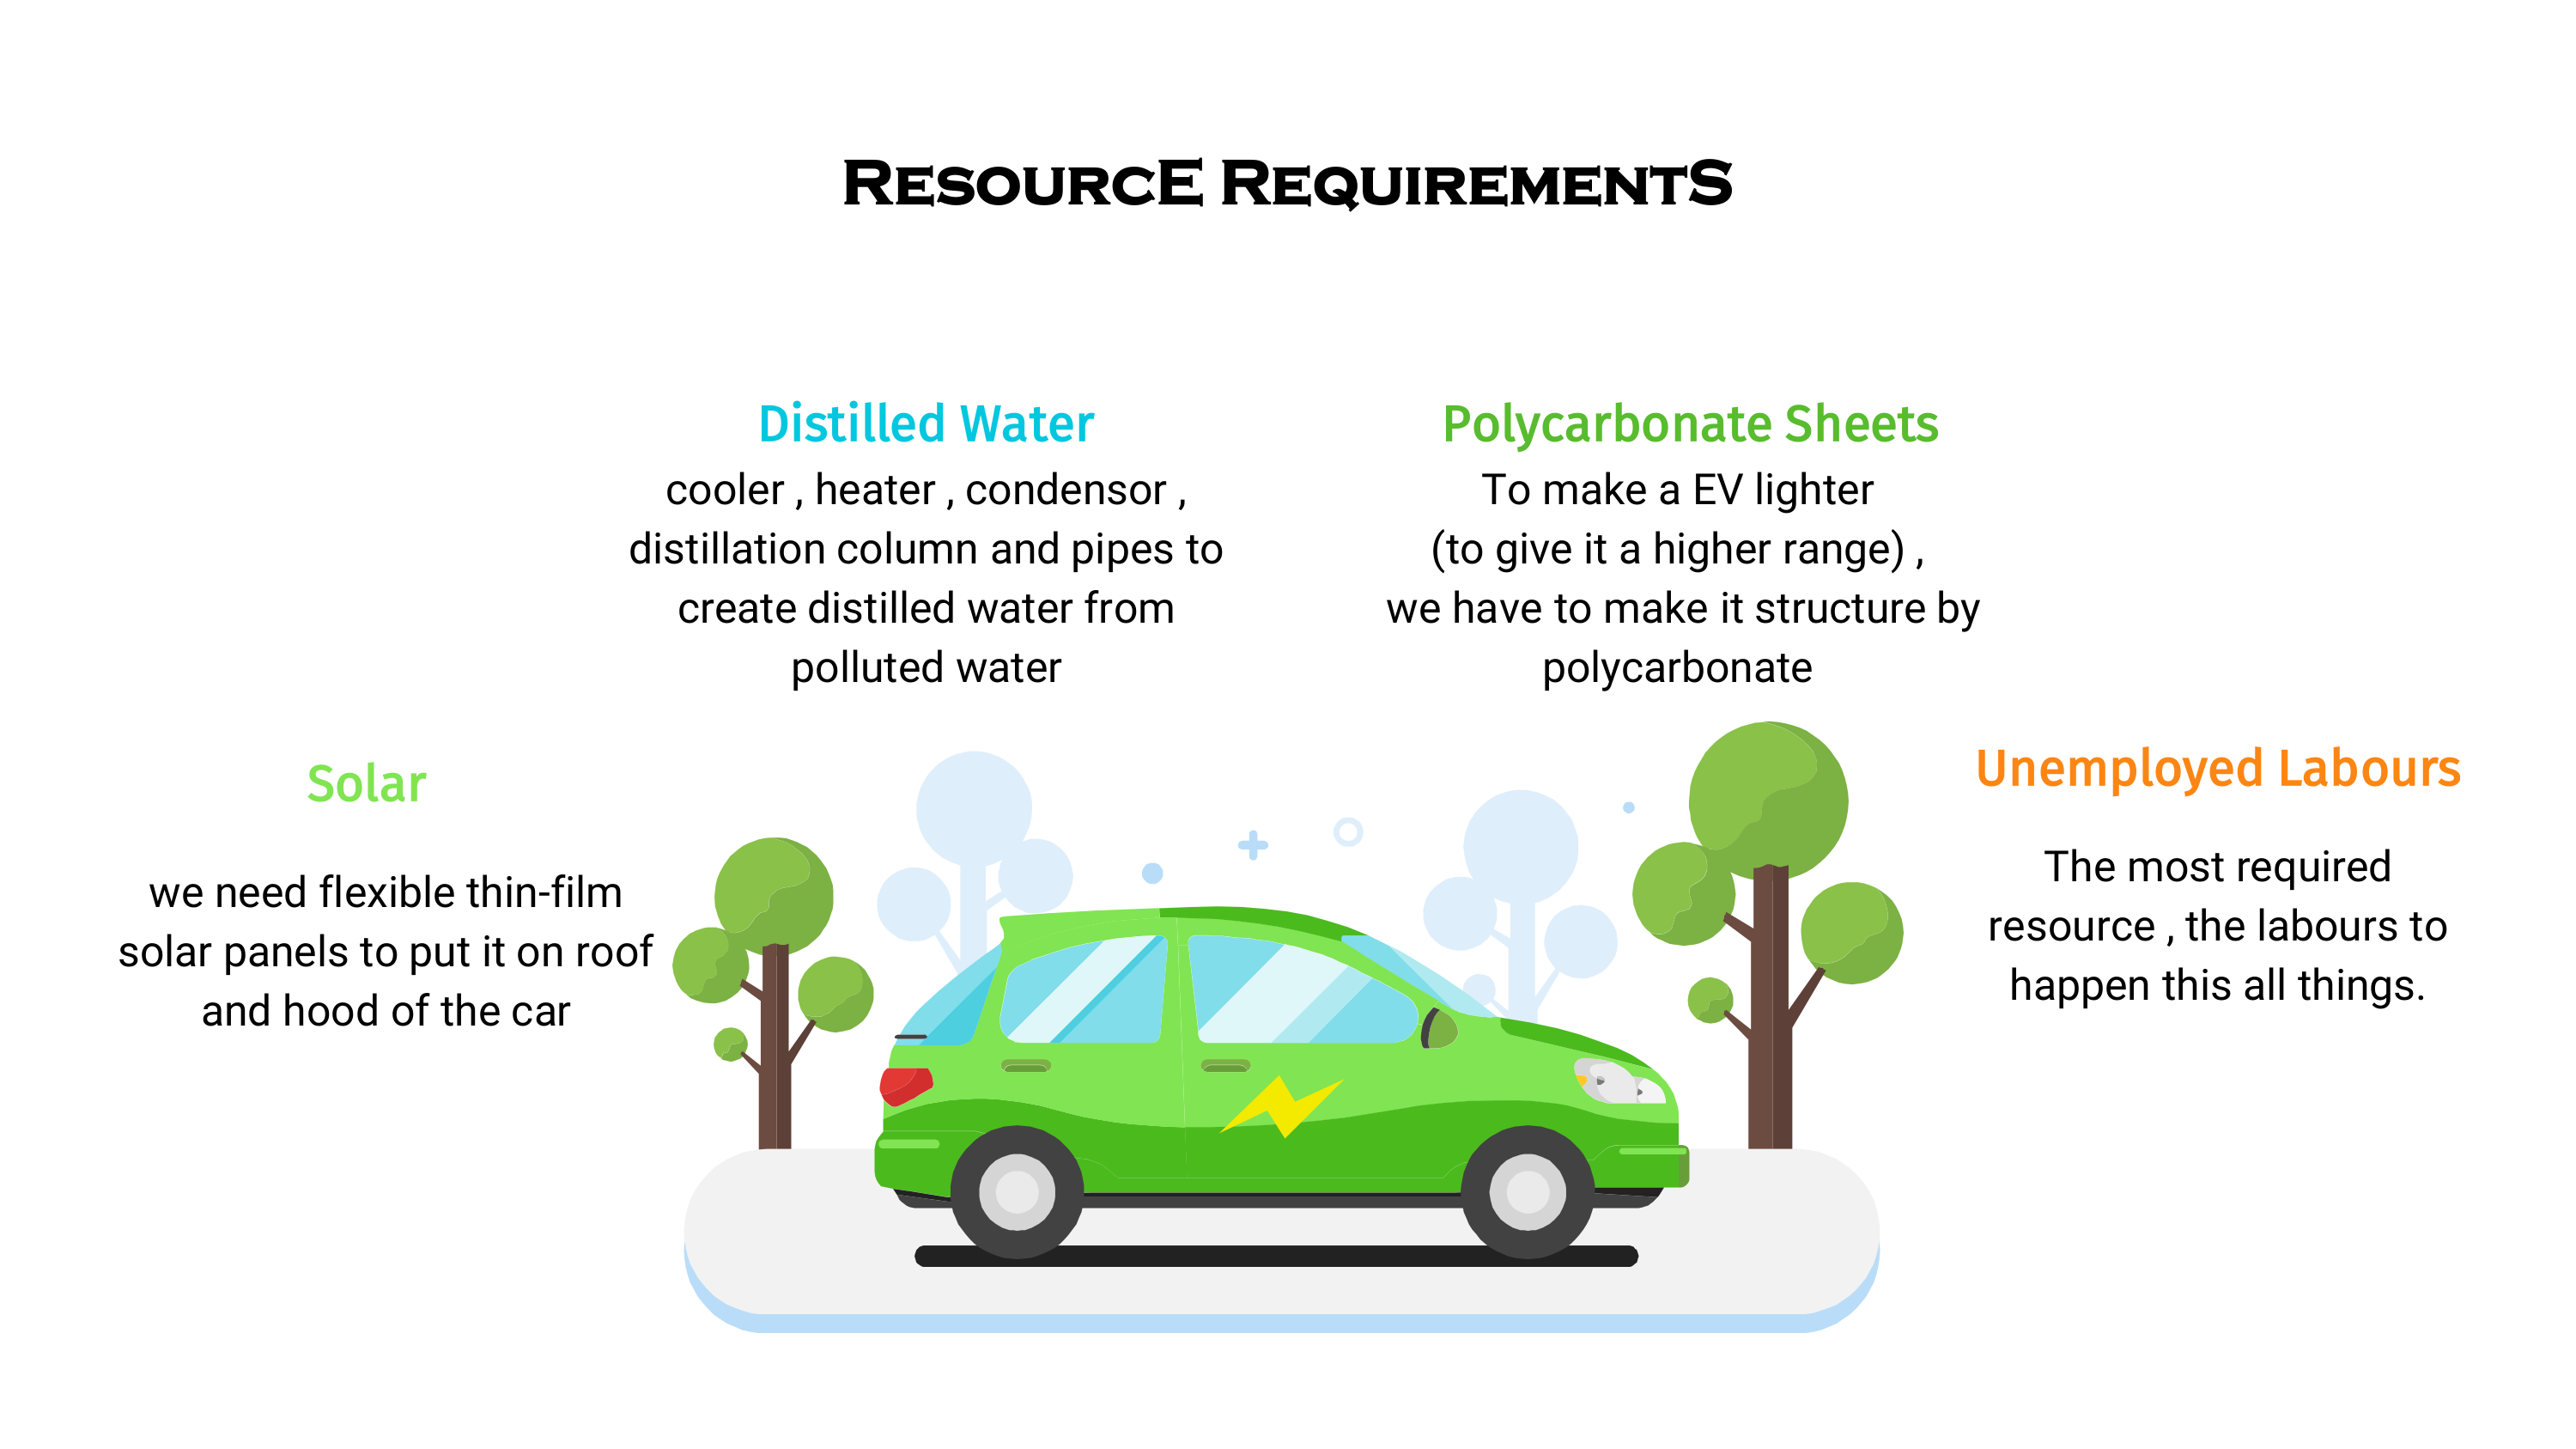 ResourcE RequirementS
Distilled Water
cooler , heater , condensor ,
distillation column and pipes to
create distilled water from
polluted water
Polycarbonate Sheets
To make a EV lighter
(to give it a higher range) ,
we have to make it structure by
polycarbonate
Solar
we need flexible thin-film
solar panels to put it on roof
and hood of the car
Unemployed Labours
The most required
resource , the labours to
happen this all things.